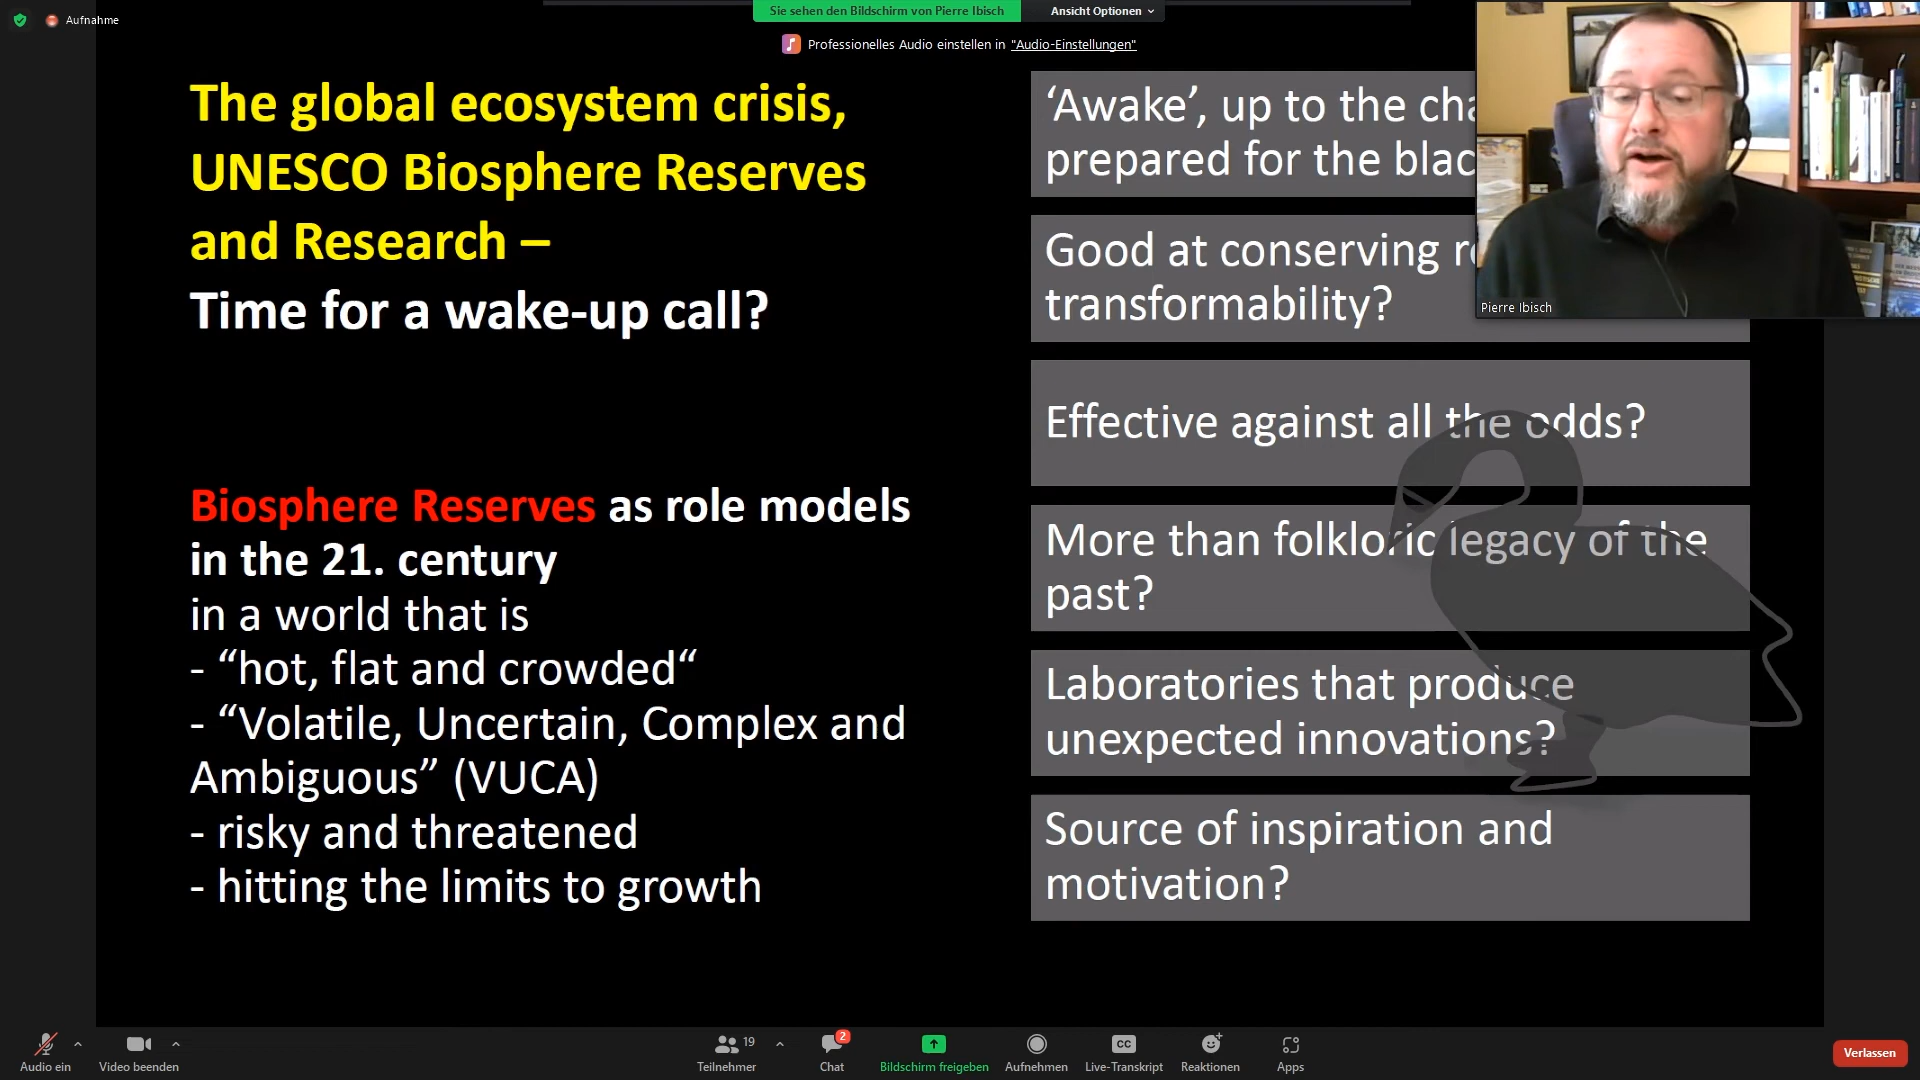 Aufnahme
Sie sehen den Bildschirm von Pierre Ibisch
Ansicht Optionen
Professionelles Audio einstellen in "Audio-Einstellungen"
The global ecosystem crisis,
UNESCO Biosphere Reserves
and Research –
Time for a wake-up call?
Biosphere Reserves as role models
in the 21. century
in a world that is
- “hot, flat and crowded“
- “Volatile, Uncertain, Complex and
Ambiguous” (VUCA)
- risky and threatened
- hitting the limits to growth
‘Awake’, up to the
prepared for the
Good at conserving
transformability?
Effective against all the odds?
More than folkloric legacy of the
past?
Laboratories that produce
unexpected innovations?
Source of inspiration and
motivation?
Pierre Ibisch
Audio ein
Video beenden
Teilnehmer
19
Chat
2
Bildschirm freigeben
Aufnehmen
CC
Live-Transkript
Reaktionen
Apps
Verlassen